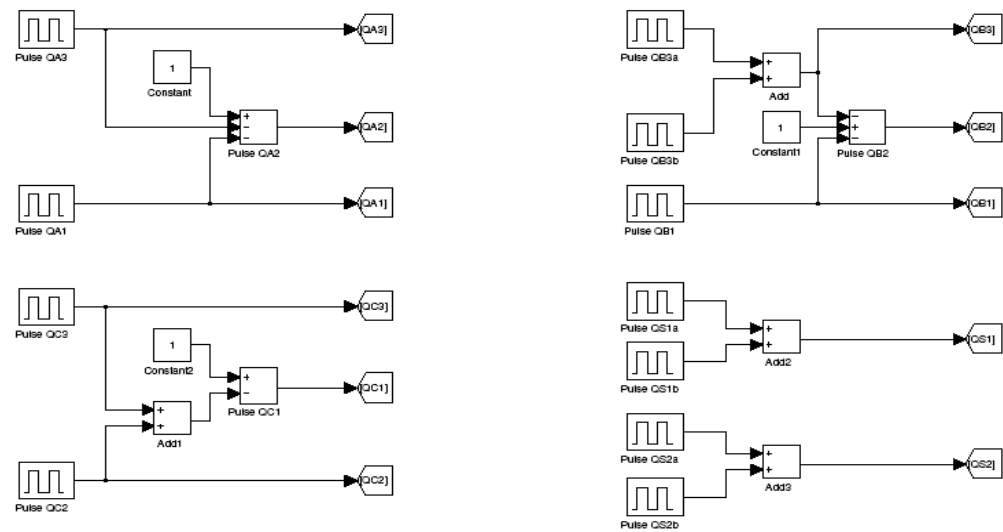 [QA3]
Pulse QA3
1
Constant
+
−
−
[QA2]
Pulse QA2
[QA1]
Pulse QA1
[QB3]
Pulse QB3a
+
+
Add
1
Constant1
−
+
−
[QB2]
Pulse QB2
Pulse QB3b
[QB1]
Pulse QB1
[QC3]
Pulse QC3
1
Constant2
+
−
[QC1]
Pulse QC1
+
+
Add1
[QC2]
Pulse QC2
Pulse QS1a
+
+
[QS1]
Add2
Pulse QS1b
Pulse QS2a
+
+
[QS2]
Add3
Pulse QS2b